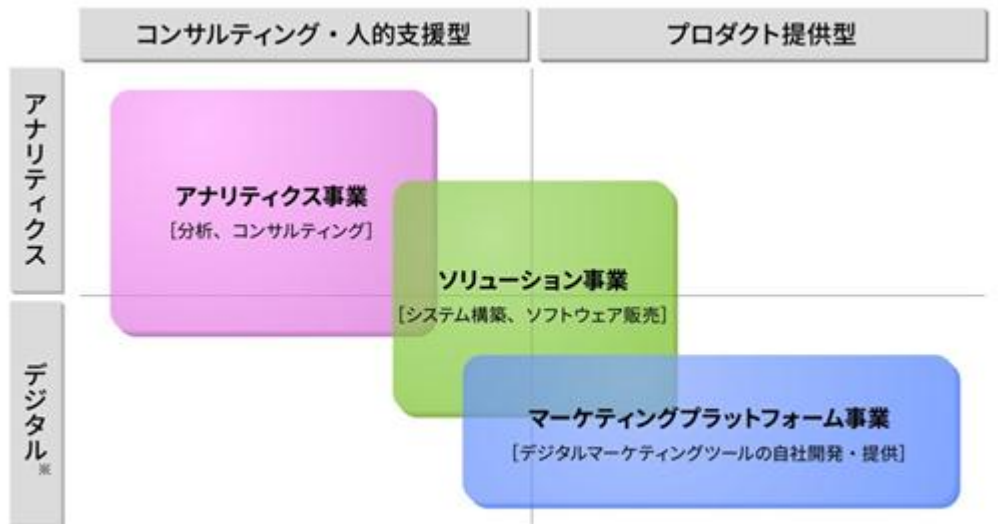 コンサルティング・人的支援型
プロダクト提供型
アナリティクス
アナリティクス事業
[分析、コンサルティング]
ソリューション事業
[システム構築、ソフトウェア販売]
デジタル※
マーケティングプラットフォーム事業
[デジタルマーケティングツールの自社開発・提供]